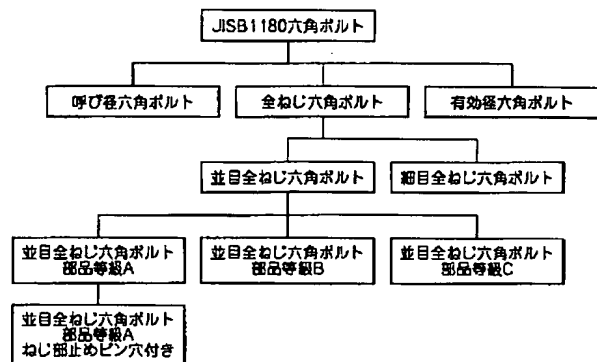 JISB1180六角ボルト
呼び径六角ボルト
全ねじ六角ボルト
有効径六角ボルト
並目全ねじ六角ボルト
細目全ねじ六角ボルト
並目全ねじ六角ボルト
部品等級A
並目全ねじ六角ボルト
部品等級B
並目全ねじ六角ボルト
部品等級C
並目全ねじ六角ボルト
部品等級A
ねじ部止めピン穴付き